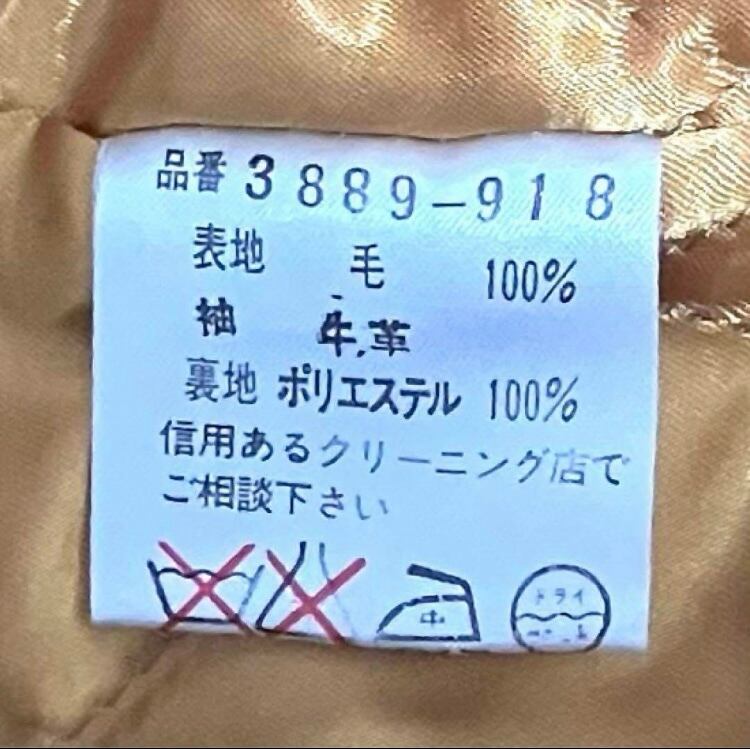 品番 3889-918
表地 毛 100%
袖 牛革
裏地 ポリエステル 100%
信用あるクリーニング店で
ご相談下さい
中 ドライ